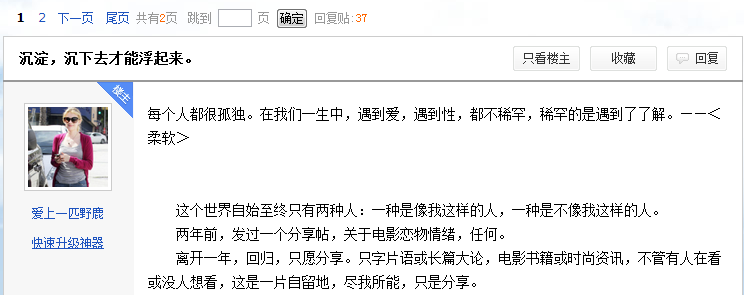 1 2 下一页 尾页 共有2页 跳到 页 确定 回复贴:37
沉淀，沉下去才能浮起来。 只看楼主 收藏 回复
楼主
每个人都很孤独。在我们一生中，遇到爱，遇到性，都不稀罕，稀罕的是遇到了了解。——＜
柔软＞
这个世界自始至终只有两种人：一种是像我这样的人，一种是不像我这样的人。
爱上一匹野鹿
两年前，发过一个分享帖，关于电影恋物情绪，任何。
快速升级神器
离开一年，回归，只愿分享。只字片语或长篇大论，电影书籍或时尚资讯，不管有人在看
或没人想看，这是一片自留地，尽我所能，只是分享。